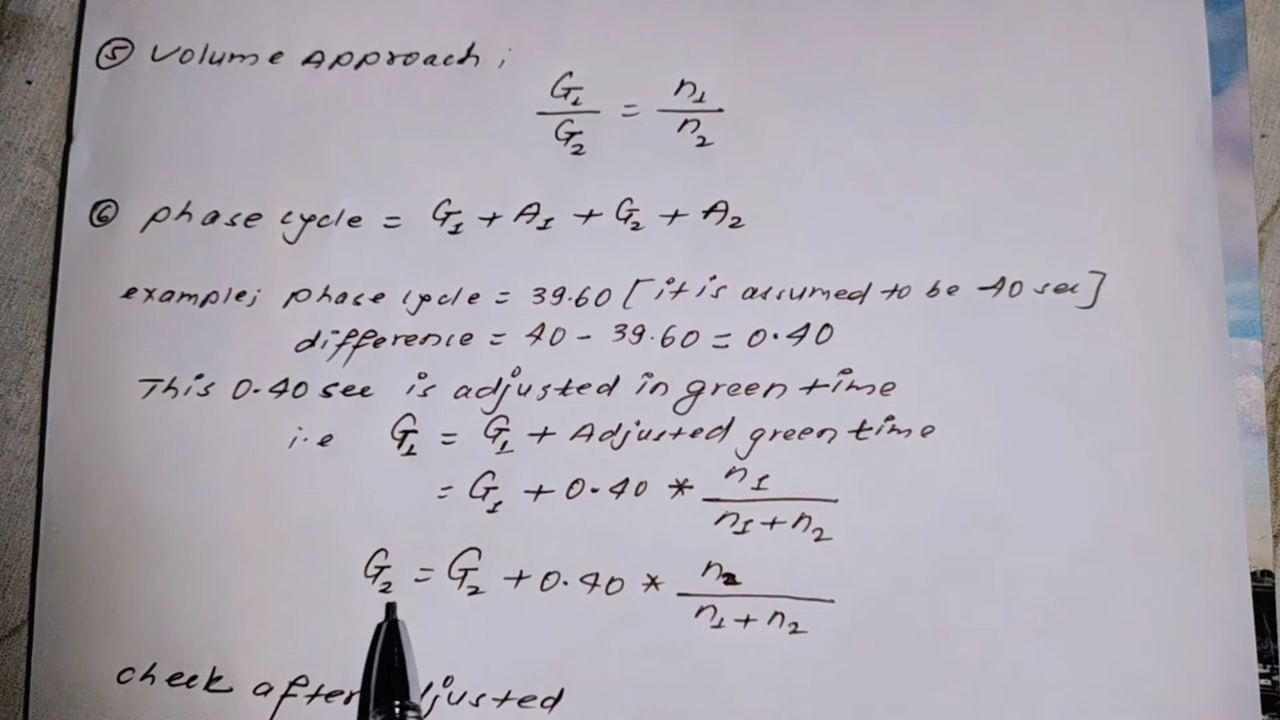 ⑤ Volume Approach;
G₁/G₂ = n₁/n₂
⑥ phase cycle = G₁ + A₁ + G₂ + A₂
example; phase cycle = 39.60 [it is assumed to be 40 sec]
difference = 40 - 39.60 = 0.40
This 0.40 sec is adjusted in green time
i.e G₁ = G₁ + Adjusted green time
= G₁ + 0.40 * n₁/(n₁+n₂)
G₂ = G₂ + 0.40 * n₂/(n₁+n₂)
check after adjusted